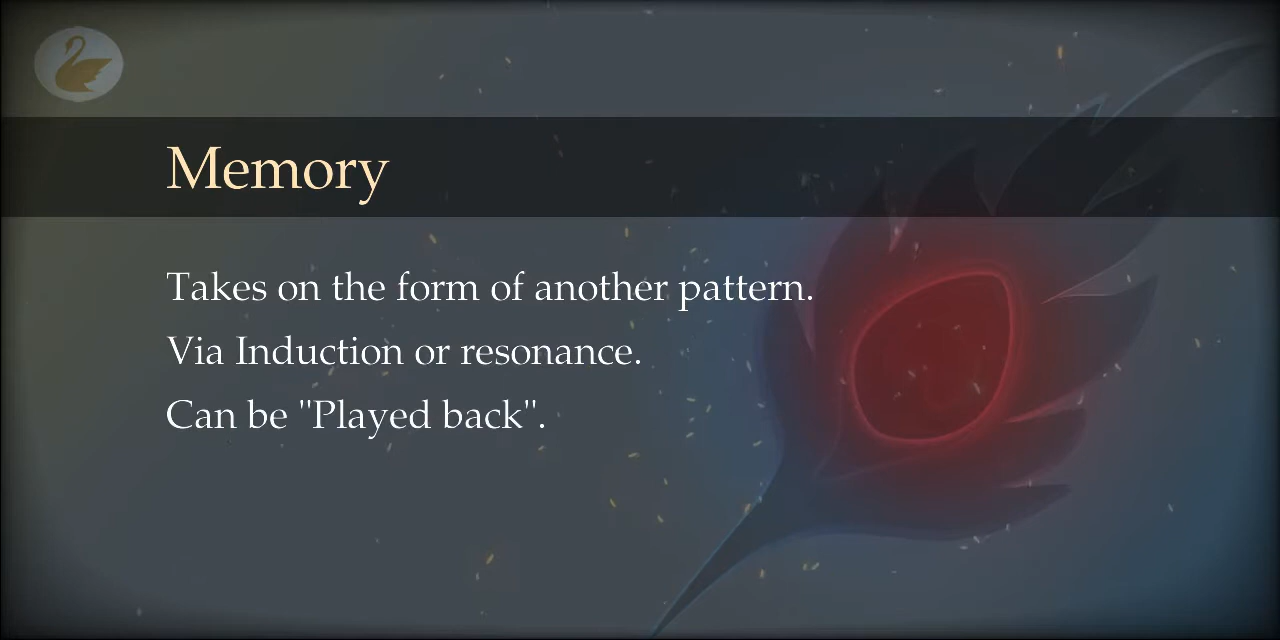 Memory
Takes on the form of another pattern.
Via Induction or resonance.
Can be "Played back".